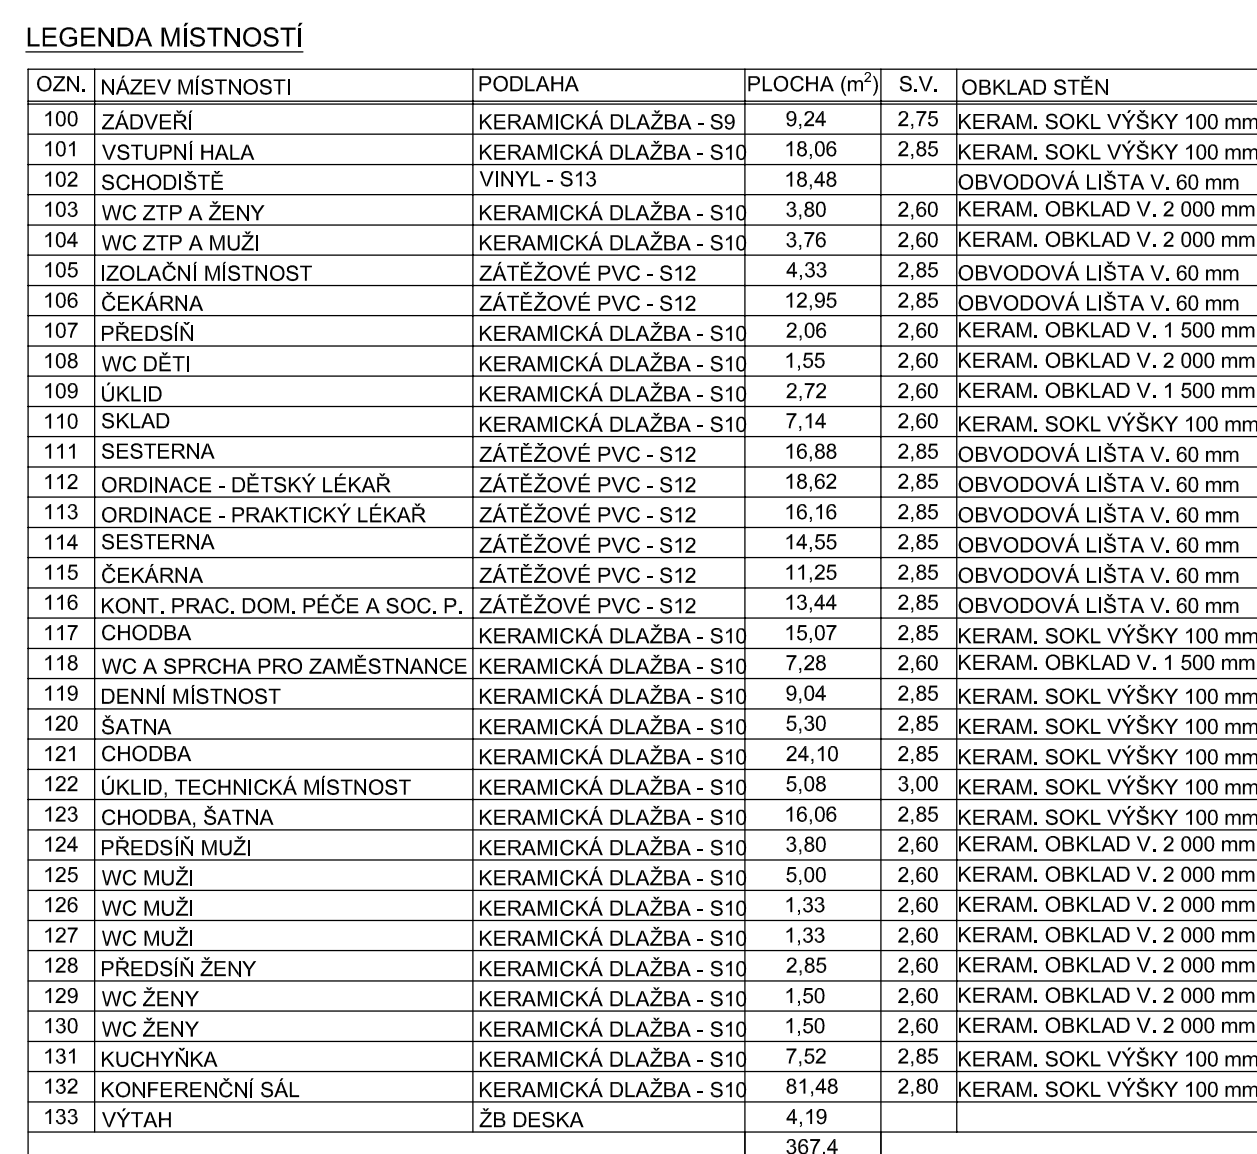 LEGENDA MÍSTNOSTÍ
OZN. NÁZEV MÍSTNOSTI PODLAHA PLOCHA (m²) S.V. OBKLAD STĚN
100 ZÁDVEŘÍ KERAMICKÁ DLAŽBA - S9 9,24 2,75 KERAM. SOKL VÝŠKY 100 mm
101 VSTUPNÍ HALA KERAMICKÁ DLAŽBA - S10 18,06 2,85 KERAM. SOKL VÝŠKY 100 mm
102 SCHODIŠTĚ VINYL - S13 18,48 OBVODOVÁ LIŠTA V. 60 mm
103 WC ZTP A ŽENY KERAMICKÁ DLAŽBA - S10 3,80 2,60 KERAM. OBKLAD V. 2 000 mm
104 WC ZTP A MUŽI KERAMICKÁ DLAŽBA - S10 3,76 2,60 KERAM. OBKLAD V. 2 000 mm
105 IZOLAČNÍ MÍSTNOST ZÁTĚŽOVÉ PVC - S12 4,33 2,85 OBVODOVÁ LIŠTA V. 60 mm
106 ČEKÁRNA ZÁTĚŽOVÉ PVC - S12 12,95 2,85 OBVODOVÁ LIŠTA V. 60 mm
107 PŘEDSÍŇ KERAMICKÁ DLAŽBA - S10 2,06 2,60 KERAM. OBKLAD V. 1 500 mm
108 WC DĚTI KERAMICKÁ DLAŽBA - S10 1,55 2,60 KERAM. OBKLAD V. 2 000 mm
109 ÚKLID KERAMICKÁ DLAŽBA - S10 2,72 2,60 KERAM. OBKLAD V. 1 500 mm
110 SKLAD KERAMICKÁ DLAŽBA - S10 7,14 2,60 KERAM. SOKL VÝŠKY 100 mm
111 SESTERNA ZÁTĚŽOVÉ PVC - S12 16,88 2,85 OBVODOVÁ LIŠTA V. 60 mm
112 ORDINACE - DĚTSKÝ LÉKAŘ ZÁTĚŽOVÉ PVC - S12 18,62 2,85 OBVODOVÁ LIŠTA V. 60 mm
113 ORDINACE - PRAKTICKÝ LÉKAŘ ZÁTĚŽOVÉ PVC - S12 16,16 2,85 OBVODOVÁ LIŠTA V. 60 mm
114 SESTERNA ZÁTĚŽOVÉ PVC - S12 14,55 2,85 OBVODOVÁ LIŠTA V. 60 mm
115 ČEKÁRNA ZÁTĚŽOVÉ PVC - S12 11,25 2,85 OBVODOVÁ LIŠTA V. 60 mm
116 KONT. PRAC. DOM. PÉČE A SOC. P. ZÁTĚŽOVÉ PVC - S12 13,44 2,85 OBVODOVÁ LIŠTA V. 60 mm
117 CHODBA KERAMICKÁ DLAŽBA - S10 15,07 2,85 KERAM. SOKL VÝŠKY 100 mm
118 WC A SPRCHA PRO ZAMĚSTNANCE KERAMICKÁ DLAŽBA - S10 7,28 2,60 KERAM. OBKLAD V. 1 500 mm
119 DENNÍ MÍSTNOST KERAMICKÁ DLAŽBA - S10 9,04 2,85 KERAM. SOKL VÝŠKY 100 mm
120 ŠATNA KERAMICKÁ DLAŽBA - S10 5,30 2,85 KERAM. SOKL VÝŠKY 100 mm
121 CHODBA KERAMICKÁ DLAŽBA - S10 24,10 2,85 KERAM. SOKL VÝŠKY 100 mm
122 ÚKLID, TECHNICKÁ MÍSTNOST KERAMICKÁ DLAŽBA - S10 5,08 3,00 KERAM. SOKL VÝŠKY 100 mm
123 CHODBA, ŠATNA KERAMICKÁ DLAŽBA - S10 16,06 2,85 KERAM. SOKL VÝŠKY 100 mm
124 PŘEDSÍŇ MUŽI KERAMICKÁ DLAŽBA - S10 3,80 2,60 KERAM. OBKLAD V. 2 000 mm
125 WC MUŽI KERAMICKÁ DLAŽBA - S10 5,00 2,60 KERAM. OBKLAD V. 2 000 mm
126 WC MUŽI KERAMICKÁ DLAŽBA - S10 1,33 2,60 KERAM. OBKLAD V. 2 000 mm
127 WC MUŽI KERAMICKÁ DLAŽBA - S10 1,33 2,60 KERAM. OBKLAD V. 2 000 mm
128 PŘEDSÍŇ ŽENY KERAMICKÁ DLAŽBA - S10 2,85 2,60 KERAM. OBKLAD V. 2 000 mm
129 WC ŽENY KERAMICKÁ DLAŽBA - S10 1,50 2,60 KERAM. OBKLAD V. 2 000 mm
130 WC ŽENY KERAMICKÁ DLAŽBA - S10 1,50 2,60 KERAM. OBKLAD V. 2 000 mm
131 KUCHYŇKA KERAMICKÁ DLAŽBA - S10 7,52 2,85 KERAM. SOKL VÝŠKY 100 mm
132 KONFERENČNÍ SÁL KERAMICKÁ DLAŽBA - S10 81,48 2,80 KERAM. SOKL VÝŠKY 100 mm
133 VÝTAH ŽB DESKA 4,19
367,4